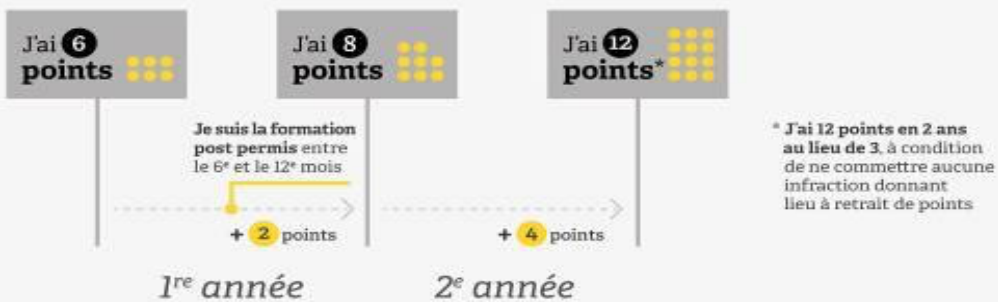 J'ai 6
points
J'ai 8
points
J'ai 12
points*
Je suis la formation
post permis entre
le 6e et le 12e mois
+ 2 points
+ 4 points
* J'ai 12 points en 2 ans
au lieu de 3, à condition
de ne commettre aucune
infraction donnant
lieu à retrait de points
1re année
2e année